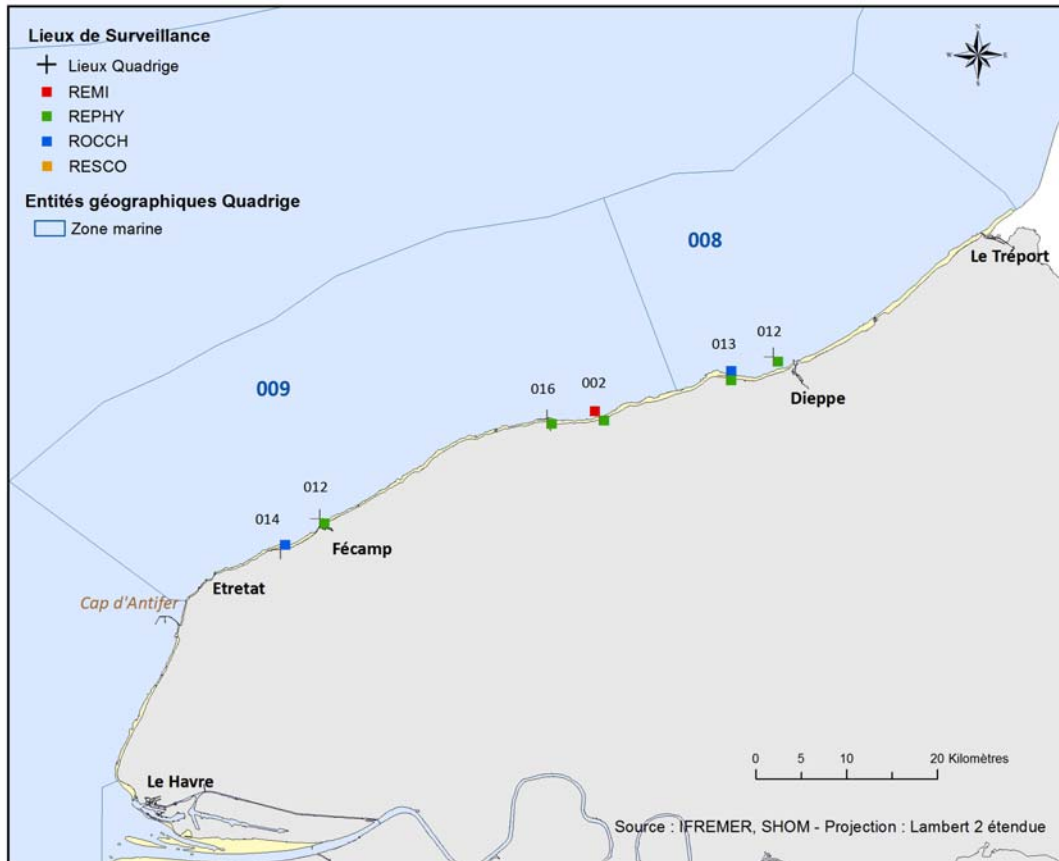 Lieux de Surveillance
Lieux Quadrige
REMI
REPHY
ROCCH
RESCO
Entités géographiques Quadrige
Zone marine
N
W
E
S
008
Le Tréport
012
013
Dieppe
009
002
016
012
014
Fécamp
Etretat
Cap d'Antifer
Le Havre
0 5 10 20 Kilomètres
Source : IFREMER, SHOM - Projection : Lambert 2 étendue